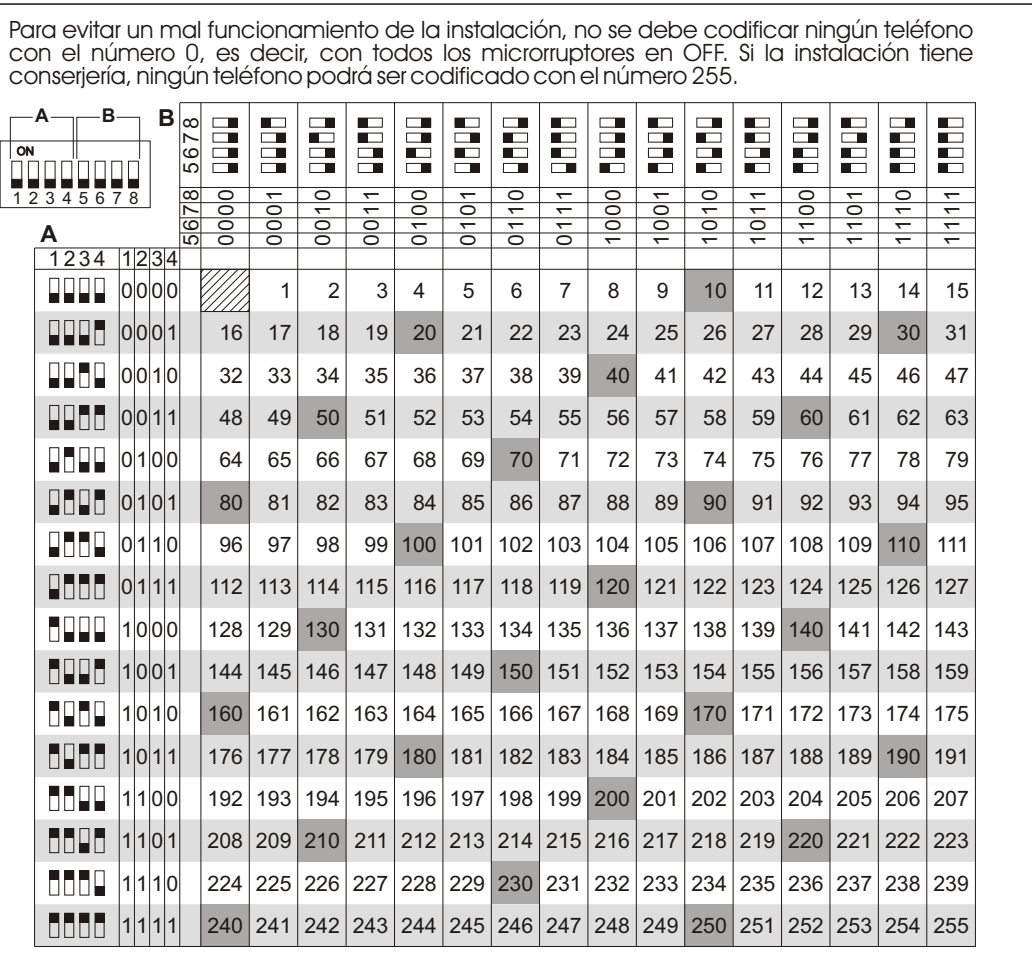 Para evitar un mal funcionamiento de la instalación, no se debe codificar ningún teléfono
con el número 0, es decir, con todos los microrruptores en OFF. Si la instalación tiene
conserjería, ningún teléfono podrá ser codificado con el número 255.
A B B
ON
1 2 3 4 5 6 7 8
5678
5678 0000 0001 0010 0011 0100 0101 0110 0111 1000 1001 1010 1011 1100 1101 1110 1111
A
1234 1234
0000 1 2 3 4 5 6 7 8 9 10 11 12 13 14 15
0001 16 17 18 19 20 21 22 23 24 25 26 27 28 29 30 31
0010 32 33 34 35 36 37 38 39 40 41 42 43 44 45 46 47
0011 48 49 50 51 52 53 54 55 56 57 58 59 60 61 62 63
0100 64 65 66 67 68 69 70 71 72 73 74 75 76 77 78 79
0101 80 81 82 83 84 85 86 87 88 89 90 91 92 93 94 95
0110 96 97 98 99 100 101 102 103 104 105 106 107 108 109 110 111
0111 112 113 114 115 116 117 118 119 120 121 122 123 124 125 126 127
1000 128 129 130 131 132 133 134 135 136 137 138 139 140 141 142 143
1001 144 145 146 147 148 149 150 151 152 153 154 155 156 157 158 159
1010 160 161 162 163 164 165 166 167 168 169 170 171 172 173 174 175
1011 176 177 178 179 180 181 182 183 184 185 186 187 188 189 190 191
1100 192 193 194 195 196 197 198 199 200 201 202 203 204 205 206 207
1101 208 209 210 211 212 213 214 215 216 217 218 219 220 221 222 223
1110 224 225 226 227 228 229 230 231 232 233 234 235 236 237 238 239
1111 240 241 242 243 244 245 246 247 248 249 250 251 252 253 254 255